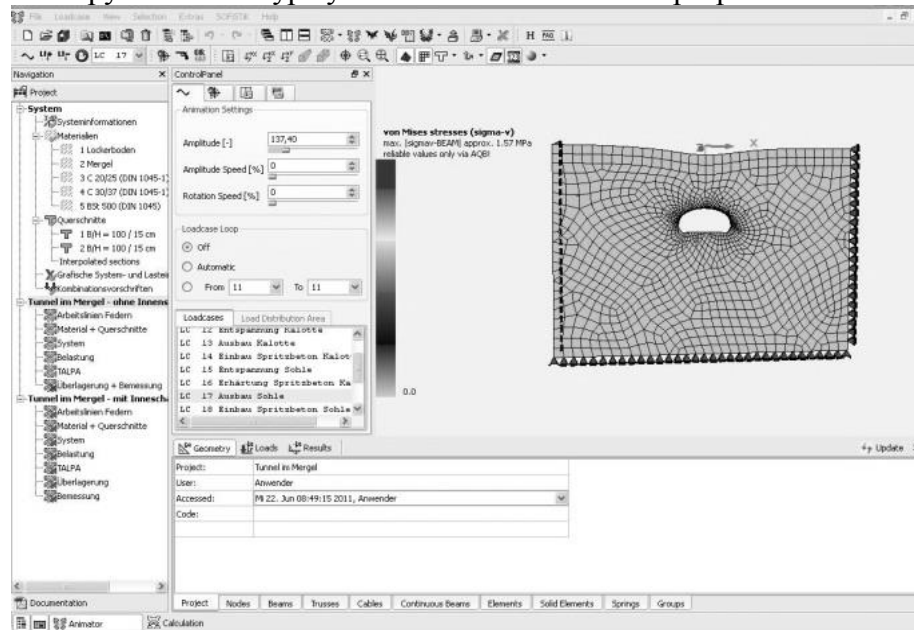 File Loadcase View Selection Extras SOFiSTiK Help
LC 17
H FAQ
Navigation
Project
System
Systeminformationen
Materialien
1 Lockerboden
2 Mergel
3 C 20/25 (DIN 1045-1)
4 C 30/37 (DIN 1045-1)
5 BSt 500 (DIN 1045)
Querschnitte
1 B/H = 100 / 15 cm
2 B/H = 100 / 15 cm
Interpolated sections
Grafische System- und Lastei
Kombinationsvorschriften
Tunnel im Mergel - ohne Innens
Arbeitslinien Federn
Material + Querschnitte
System
Belastung
TALPA
Überlagerung + Bemessung
Tunnel im Mergel - mit Innescha
Arbeitslinien Federn
Material + Querschnitte
System
Belastung
TALPA
Überlagerung
Bemessung
Documentation
Animator
Calculation
ControlPanel
Animation Settings
Amplitude [-] 137,40
Amplitude Speed [%] 0
Rotation Speed [%] 0
Loadcase Loop
Off
Automatic
From 11 To 11
Loadcases Load Distribution Area
LC 12 Entspannung Kalotte
LC 13 Ausbau Kalotte
LC 14 Einbau Spritzbeton Kalot
LC 15 Entspannung Sohle
LC 16 Erhärtung Spritzbeton Ka
LC 17 Ausbau Sohle
LC 18 Einbau Spritzbeton Sohle
von Mises stresses (sigma-v)
max. |sigmav-BEAM| approx. 1.57 MPa
reliable values only via AQB!
0.0
X
Geometry Loads Results
Update
Project: Tunnel im Mergel
User: Anwender
Accessed: Mi 22. Jun 08:49:15 2011, Anwender
Code:
Project Nodes Beams Trusses Cables Continuous Beams Elements Solid Elements Springs Groups